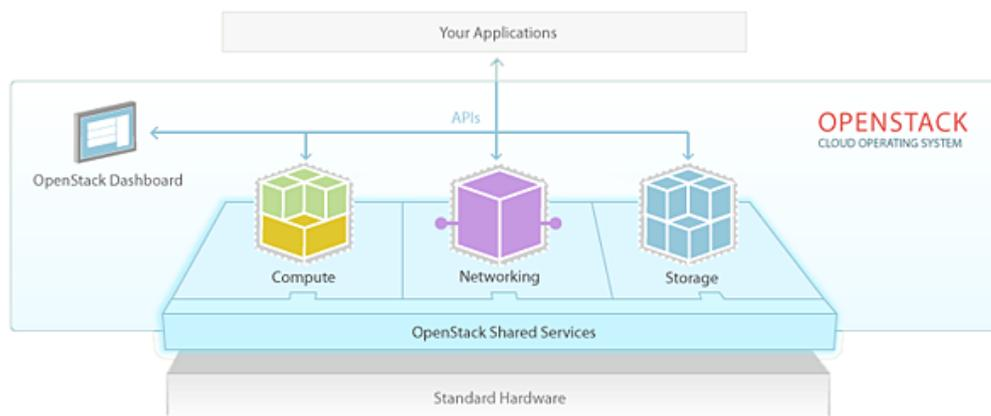 Your Applications
APIs
OPENSTACK
CLOUD OPERATING SYSTEM
OpenStack Dashboard
Compute
Networking
Storage
OpenStack Shared Services
Standard Hardware